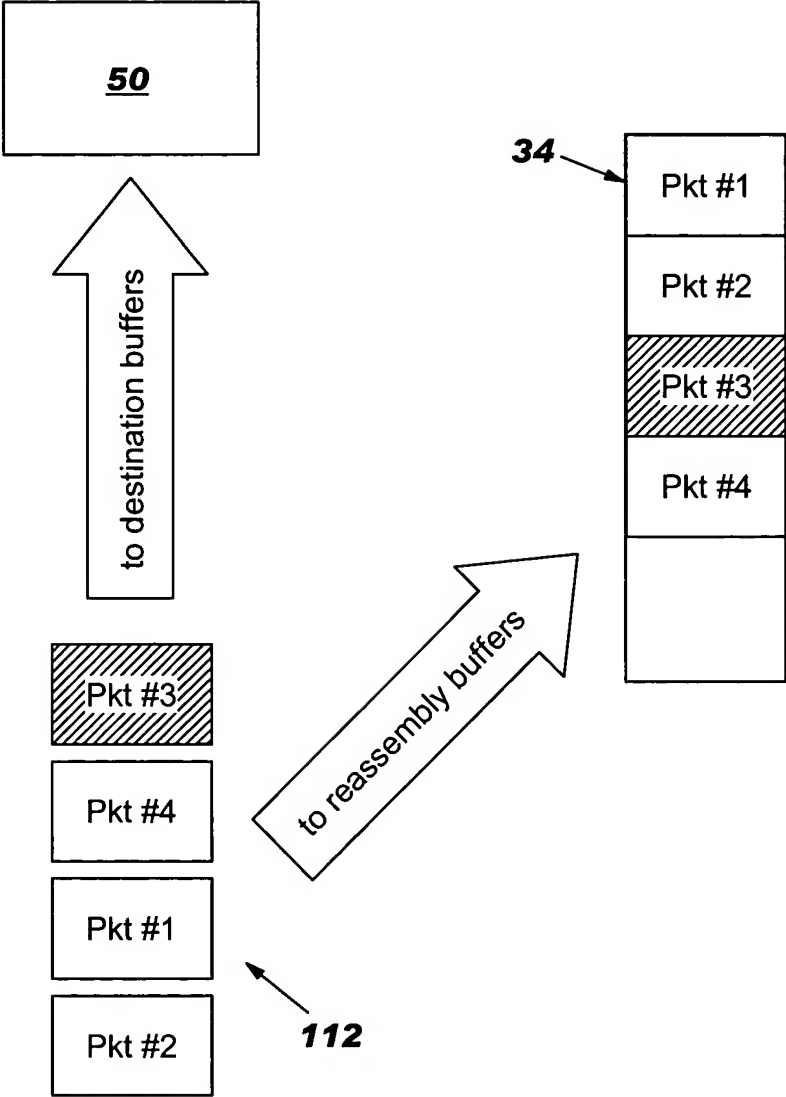 50
34
Pkt #1
Pkt #2
Pkt #3
Pkt #4
to destination buffers
to reassembly buffers
Pkt #3
Pkt #4
Pkt #1
Pkt #2
112